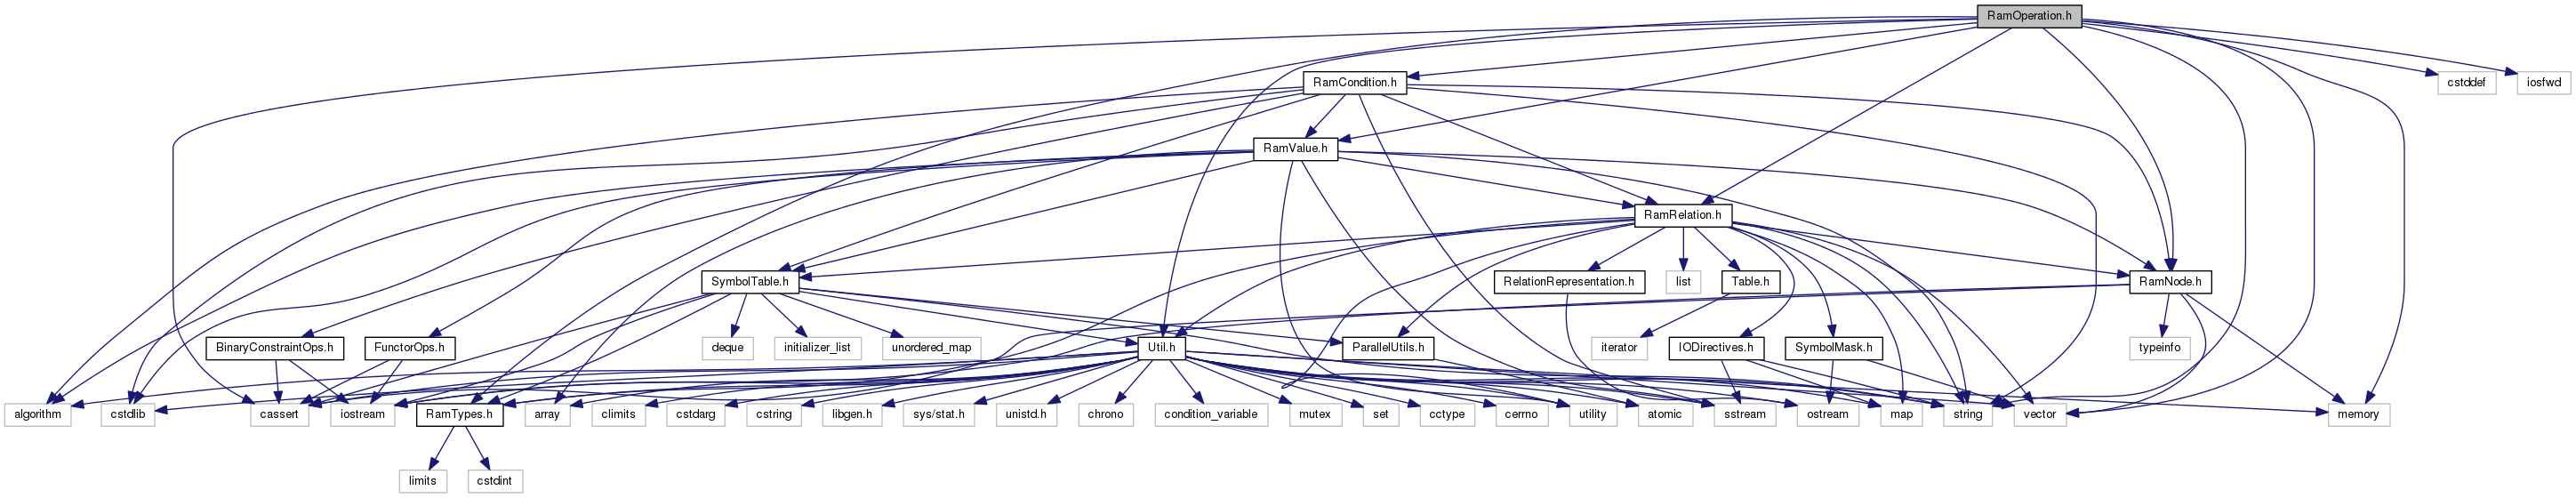 RamOperation.h
RamCondition.h
cstddef
iosfwd
RamValue.h
RamRelation.h
SymbolTable.h
RelationRepresentation.h
list
Table.h
RamNode.h
BinaryConstraintOps.h
FunctorOps.h
deque
initializer_list
unordered_map
Util.h
ParallelUtils.h
iterator
IODirectives.h
SymbolMask.h
typeinfo
algorithm
cstdlib
cassert
iostream
RamTypes.h
array
climits
cstdarg
cstring
libgen.h
sys/stat.h
unistd.h
chrono
condition_variable
mutex
set
cctype
cerrno
utility
atomic
sstream
ostream
map
string
vector
memory
limits
cstdint